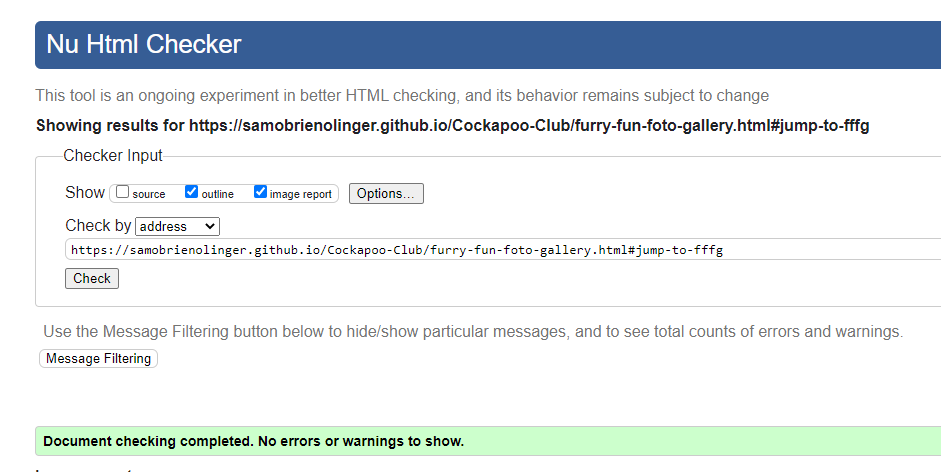 Nu Html Checker
This tool is an ongoing experiment in better HTML checking, and its behavior remains subject to change
Showing results for https://samobrienolinger.github.io/Cockapoo-Club/furry-fun-foto-gallery.html#jump-to-fffg
Checker Input
Show source outline image report Options...
Check by address
https://samobrienolinger.github.io/Cockapoo-Club/furry-fun-foto-gallery.html#jump-to-fffg
Check
Use the Message Filtering button below to hide/show particular messages, and to see total counts of errors and warnings.
Message Filtering
Document checking completed. No errors or warnings to show.